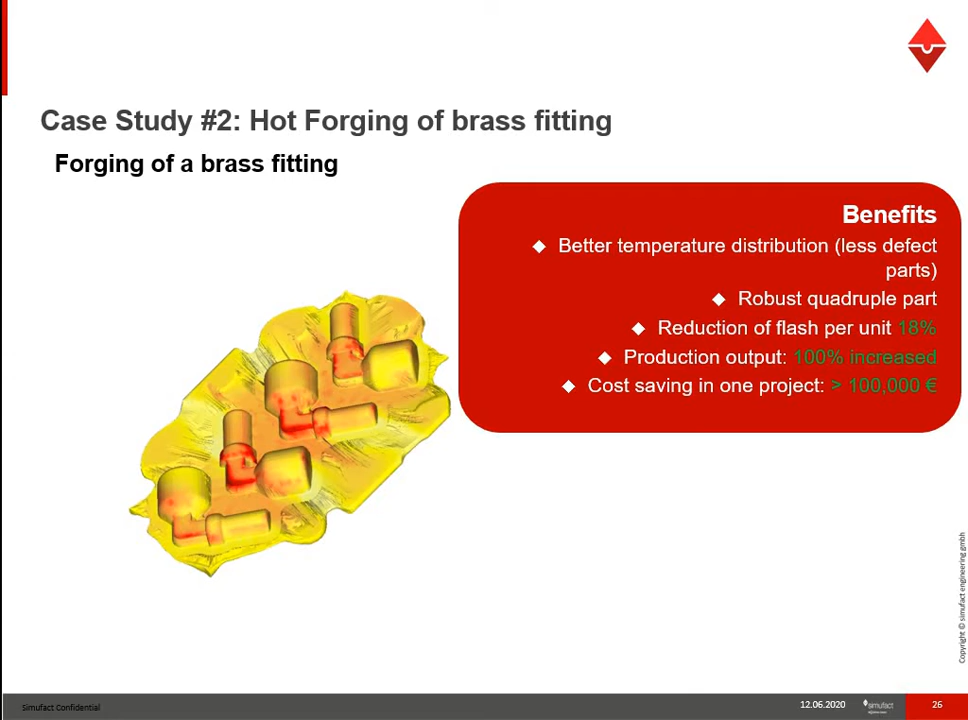 Case Study #2: Hot Forging of brass fitting
Forging of a brass fitting
Benefits
◆ Better temperature distribution (less defect
parts)
◆ Robust quadruple part
◆ Reduction of flash per unit 18%
◆ Production output: 100% increased
◆ Cost saving in one project: > 100,000 €
Copyright © simufact engineering gmbh
Simufact Confidential
12.06.2020
simufact
26